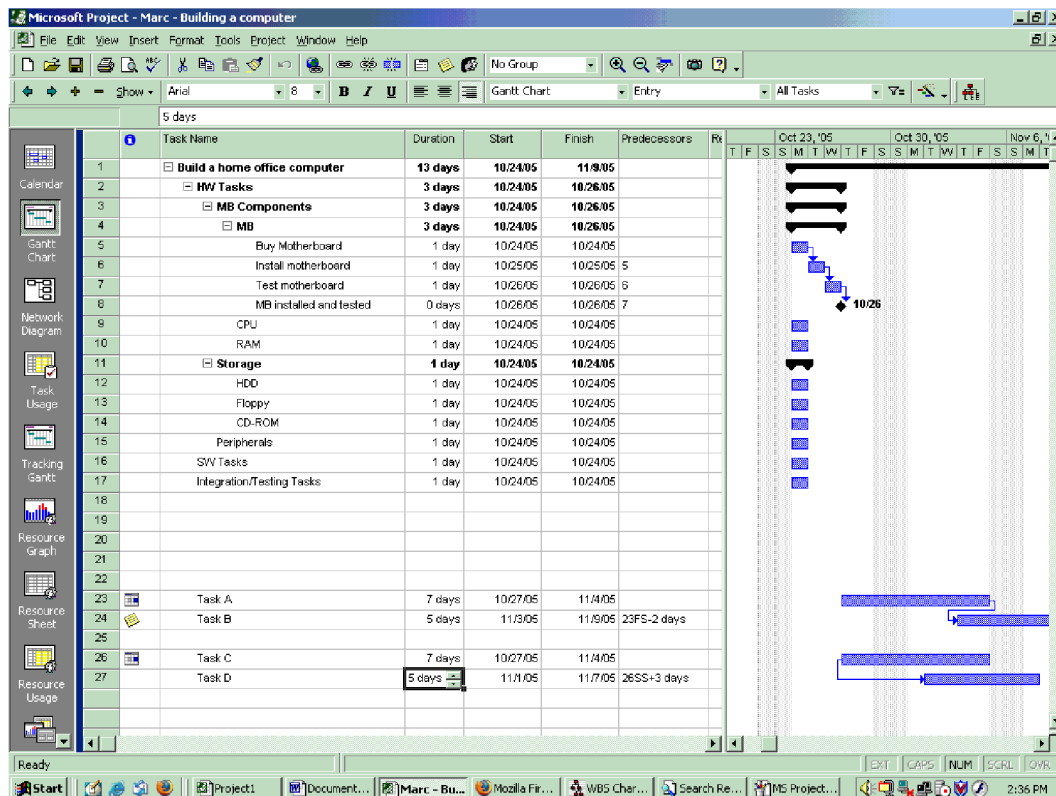 Microsoft Project - Marc - Building a computer
File Edit View Insert Format Tools Project Window Help
No Group
Show Arial 8 B I U Gantt Chart Entry All Tasks
5 days
Task Name Duration Start Finish Predecessors Re
Oct 23, '05 Oct 30, '05 Nov 6, '
T F S S M T W T F S S M T W T F S S M T
1 Build a home office computer 13 days 10/24/05 11/9/05
2 HW Tasks 3 days 10/24/05 10/26/05
3 MB Components 3 days 10/24/05 10/26/05
4 MB 3 days 10/24/05 10/26/05
5 Buy Motherboard 1 day 10/24/05 10/24/05
6 Install motherboard 1 day 10/25/05 10/25/05 5
7 Test motherboard 1 day 10/26/05 10/26/05 6
8 MB installed and tested 0 days 10/26/05 10/26/05 7 10/26
9 CPU 1 day 10/24/05 10/24/05
10 RAM 1 day 10/24/05 10/24/05
11 Storage 1 day 10/24/05 10/24/05
12 HDD 1 day 10/24/05 10/24/05
13 Floppy 1 day 10/24/05 10/24/05
14 CD-ROM 1 day 10/24/05 10/24/05
15 Peripherals 1 day 10/24/05 10/24/05
16 SW Tasks 1 day 10/24/05 10/24/05
17 Integration/Testing Tasks 1 day 10/24/05 10/24/05
18
19
20
21
22
23 Task A 7 days 10/27/05 11/4/05
24 Task B 5 days 11/3/05 11/9/05 23FS-2 days
25
26 Task C 7 days 10/27/05 11/4/05
27 Task D 5 days 11/1/05 11/7/05 26SS+3 days
Calendar
Gantt
Chart
Network
Diagram
Task
Usage
Tracking
Gantt
Resource
Graph
Resource
Sheet
Resource
Usage
Ready EXT CAPS NUM SCRL OVR
Start Project1 Document... Marc - Bu... Mozilla Fir... WBS Char... Search Re... MS Project... 2:36 PM